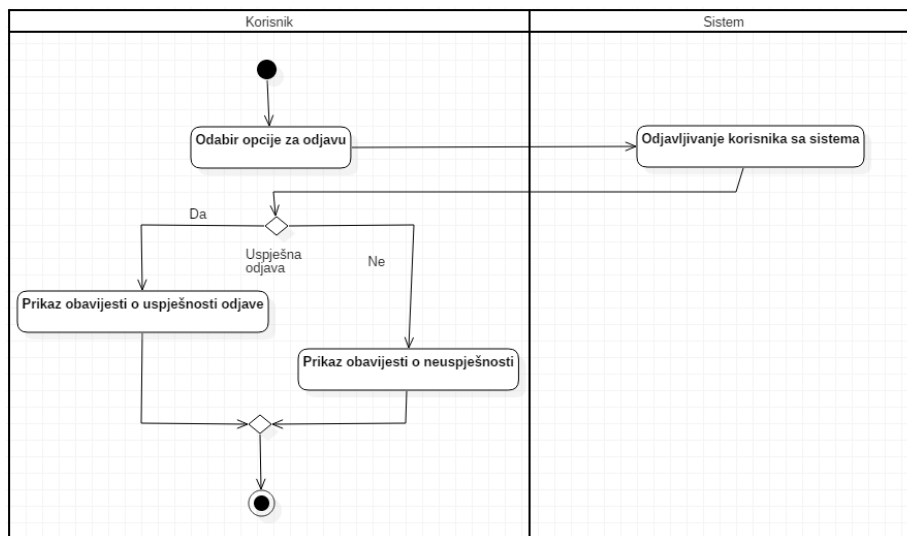 Korisnik
Sistem
Odabir opcije za odjavu
Odjavljivanje korisnika sa sistema
Da
Uspješna
odjava
Ne
Prikaz obavijesti o uspješnosti odjave
Prikaz obavijesti o neuspješnosti